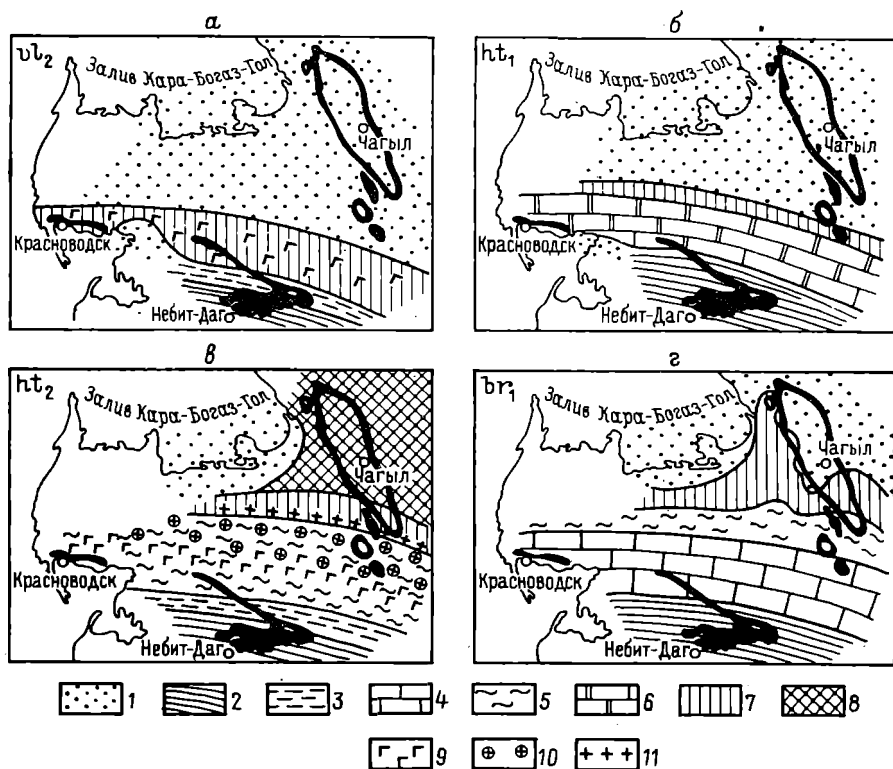 а
vl₂
Залив Кара-Богаз-Гол
Чагыл
Красноводск
Небит-Даг
б
ht₁
Залив Кара-Богаз-Гол
Чагыл
Красноводск
Небит-Даг
в
ht₂
Залив Кара-Богаз-Гол
Чагыл
Красноводск
Небит-Даг
г
br₁
Залив Кара-Богаз-Гол
Чагыл
Красноводск
Небит-Даг
1 2 3 4 5 6 7 8
9 10 11